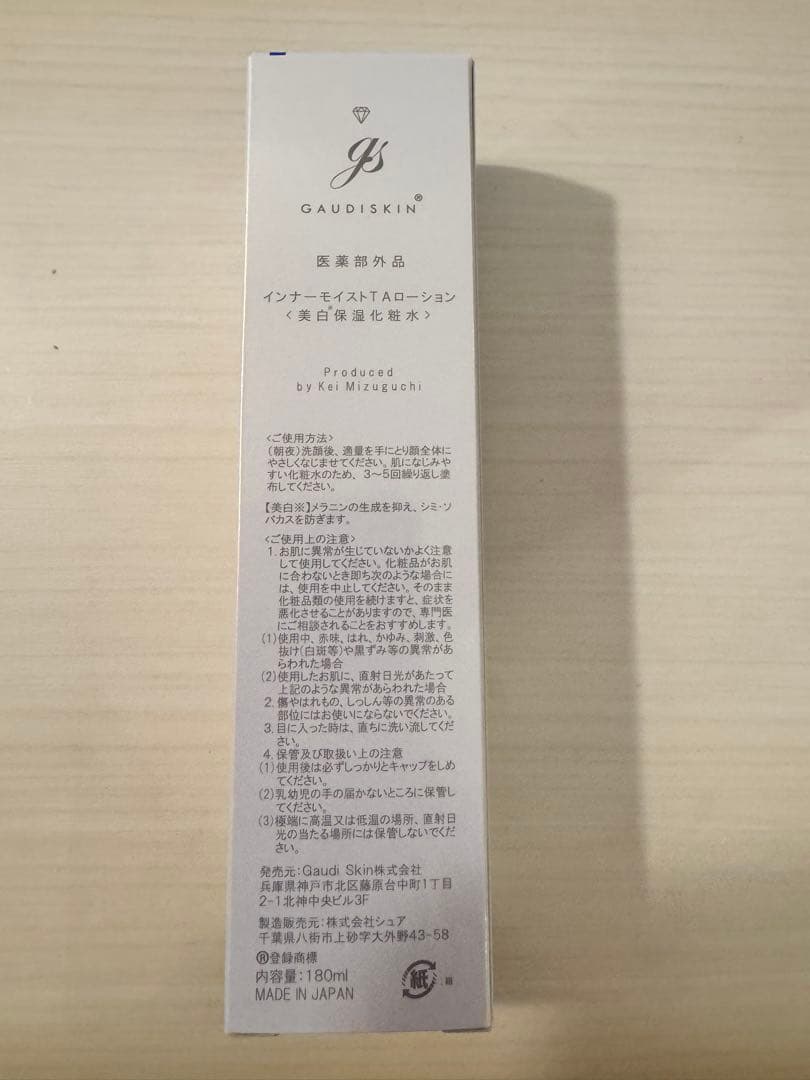 gs
GAUDISKIN®
医薬部外品
インナーモイストTAローション
〈美白※保湿化粧水〉
Produced
by Kei Mizuguchi
〈ご使用方法〉
(朝夜)洗顔後、適量を手にとり顔全体に
やさしくなじませてください。肌になじみや
すい化粧水のため、3～5回繰り返し塗
布してください。
【美白※】メラニンの生成を抑え、シミ・ソ
バカスを防ぎます。
〈ご使用上の注意〉
1. お肌に異常が生じていないかよく注意
して使用してください。化粧品がお肌
に合わないとき即ち次のような場合に
は、使用を中止してください。そのまま
化粧品類の使用を続けますと、症状を
悪化させることがありますので、専門医
にご相談されることをおすすめします。
(1)使用中、赤味、はれ、かゆみ、刺激、色
抜け(白斑等)や黒ずみ等の異常があ
らわれた場合
(2)使用したお肌に、直射日光があたって
上記のような異常があらわれた場合
2. 傷やはれもの、しっしん等の異常のある
部位にはお使いにならないでください。
3. 目に入った時は、直ちに洗い流してくだ
さい。
4. 保管及び取扱い上の注意
(1)使用後は必ずしっかりとキャップをしめ
てください。
(2)乳幼児の手の届かないところに保管し
てください。
(3)極端に高温又は低温の場所、直射日
光の当たる場所には保管しないでくだ
さい。
発売元:Gaudi Skin株式会社
兵庫県神戸市北区藤原台中町1丁目
2-1北神中央ビル3F
製造販売元:株式会社シュア
千葉県八街市上砂字大外野43-58
®登録商標
内容量:180ml
MADE IN JAPAN
紙
:箱